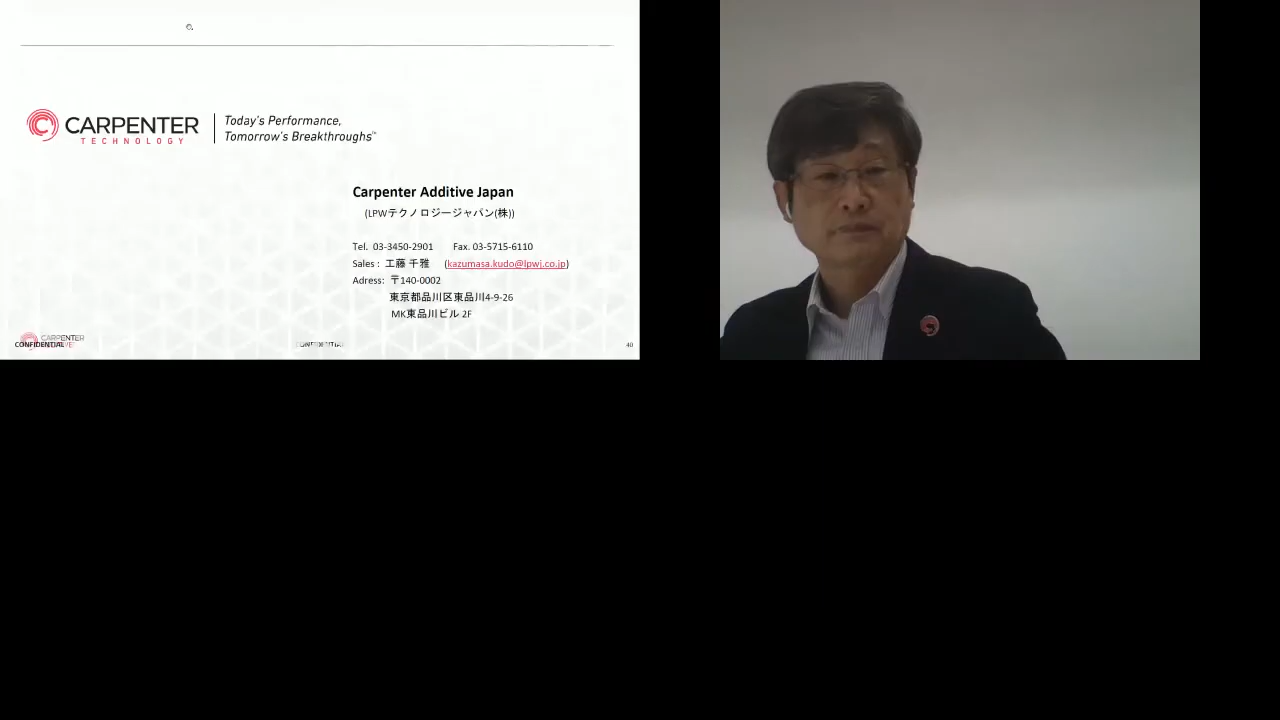 CARPENTER
TECHNOLOGY
Today's Performance,
Tomorrow's Breakthroughs™
Carpenter Additive Japan
(LPWテクノロジージャパン(株))
Tel. 03-3450-2901 Fax. 03-5715-6110
Sales : 工藤 千雅 (kazumasa.kudo@lpwj.co.jp)
Adress: 〒140-0002
東京都品川区東品川4-9-26
MK東品川ビル 2F
CARPENTER
CONFIDENTIAL
CONFIDENTIAL
40